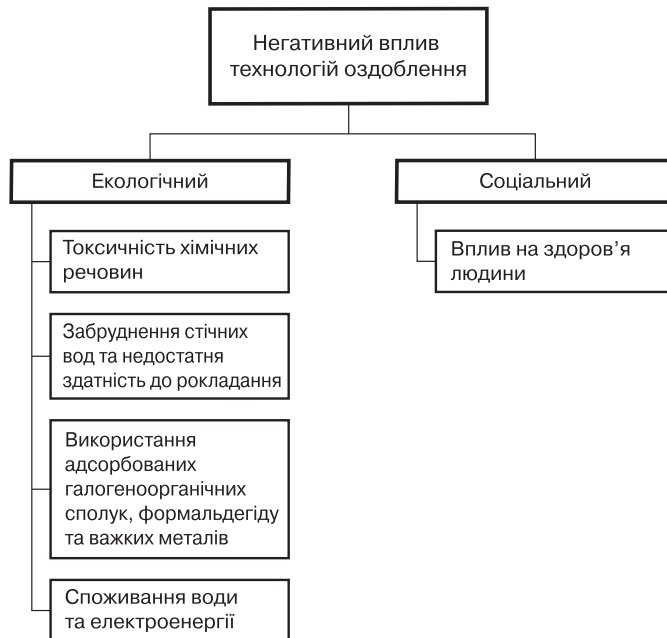 Негативний вплив
технологій оздоблення
Екологічний
Соціальний
Токсичність хімічних
речовин
Вплив на здоров’я
людини
Забруднення стічних
вод та недостатня
здатність до рокладання
Використання
адсорбованих
галогеноорганічних
сполук, формальдегіду
та важких металів
Споживання води
та електроенергії